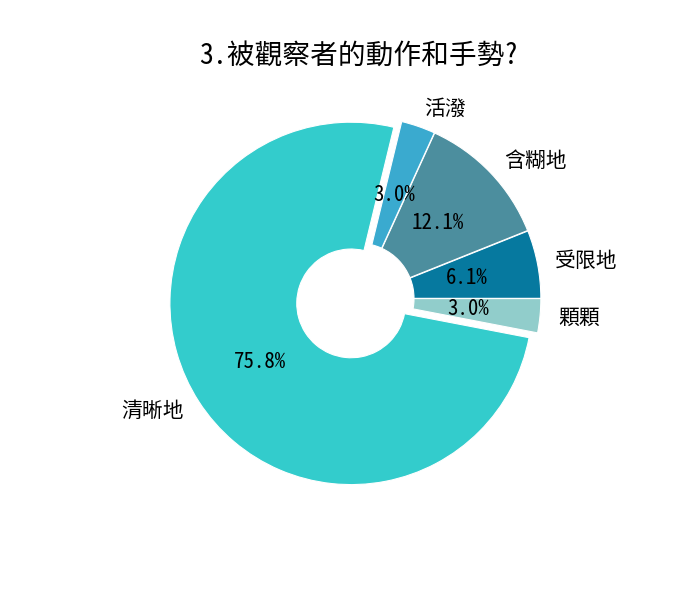 3.被觀察者的動作和手勢?
活潑
含糊地
3.0%
12.1%
受限地
6.1%
3.0%
顆顆
75.8%
清晰地